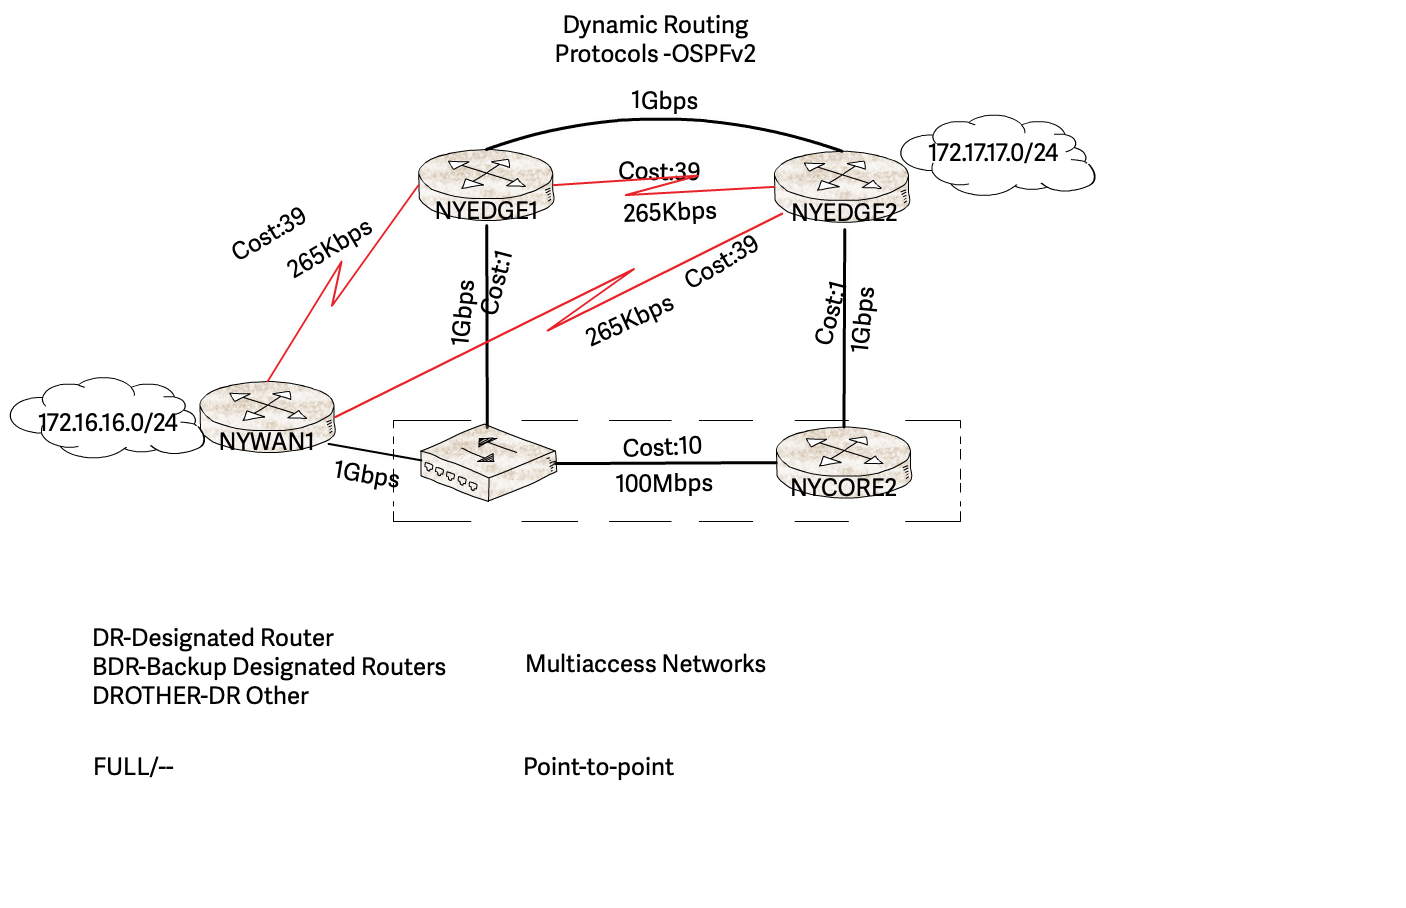 Dynamic Routing
Protocols -OSPFv2
1Gbps
172.17.17.0/24
Cost:39
265Kbps
NYEDGE1
NYEDGE2
Cost:39
265Kbps
Cost:1
1Gbps
Cost:39
265Kbps
Cost:1
1Gbps
172.16.16.0/24
NYWAN1
1Gbps
Cost:10
100Mbps
NYCORE2
DR-Designated Router
BDR-Backup Designated Routers
DROTHER-DR Other
Multiaccess Networks
FULL/--
Point-to-point